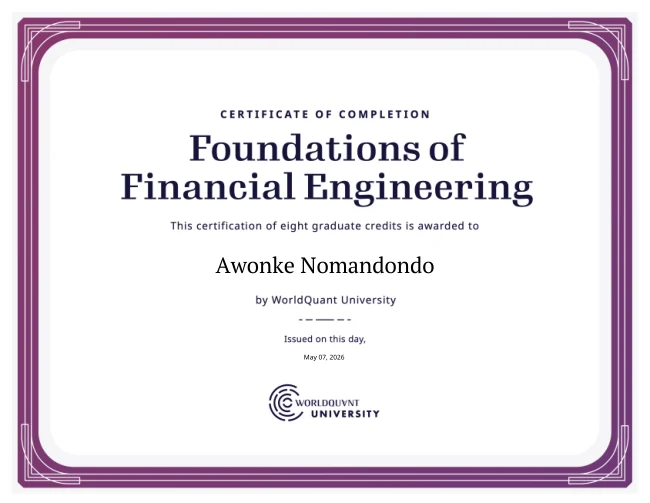 CERTIFICATE OF COMPLETION
Foundations of
Financial Engineering
This certification of eight graduate credits is awarded to
Awonke Nomandondo
by WorldQuant University
Issued on this day,
May 07, 2026
WORLDQUVNT
UNIVERSITY